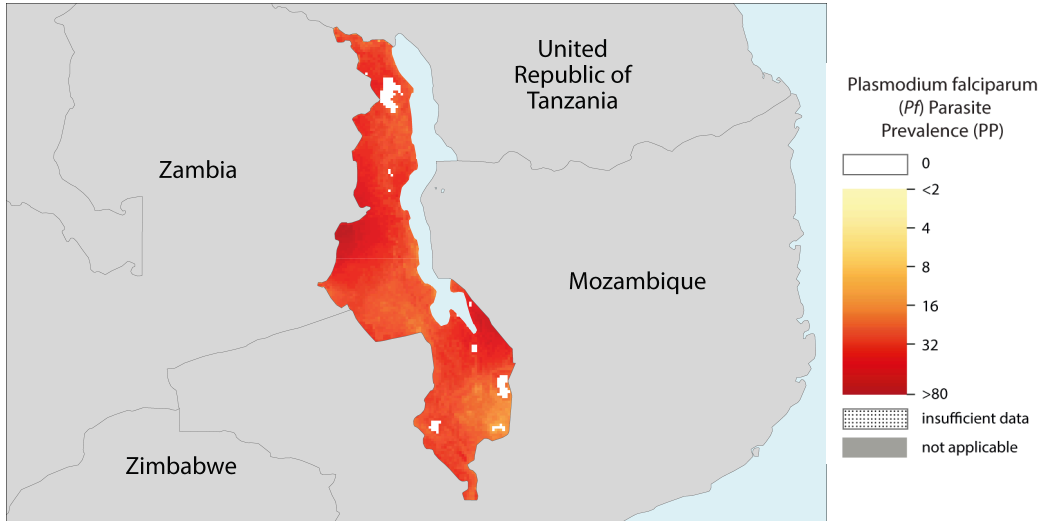 United
Republic of
Tanzania
Zambia
Mozambique
Zimbabwe
Plasmodium falciparum
(Pf) Parasite
Prevalence (PP)
0
<2
4
8
16
32
>80
insufficient data
not applicable